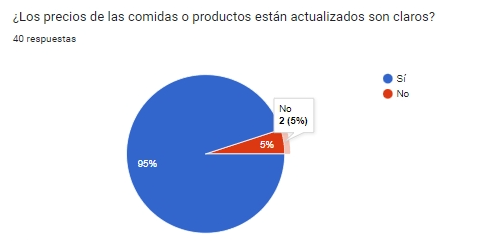 ¿Los precios de las comidas o productos están actualizados son claros?
40 respuestas
Sí
No
No
2 (5%)
5%
95%